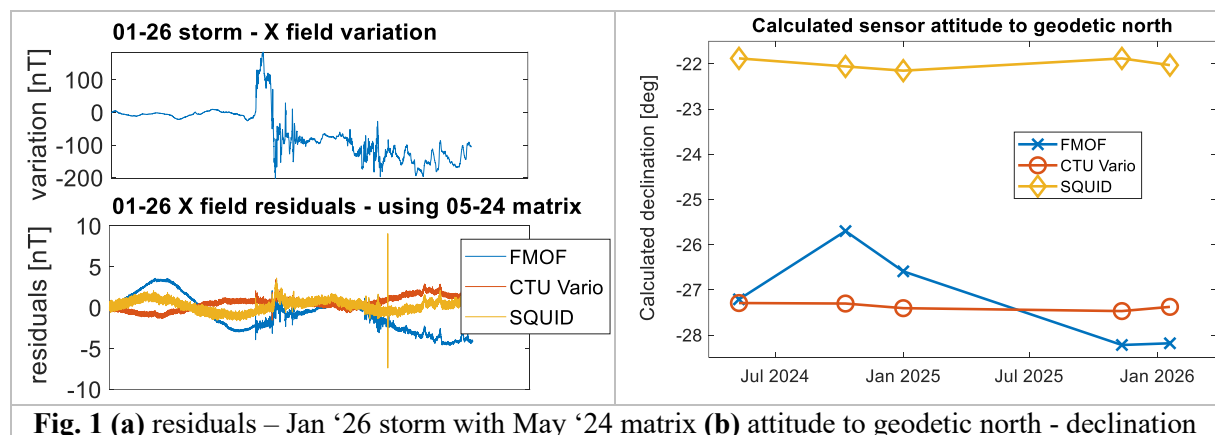 01-26 storm - X field variation
variation [nT]
100
0
-100
-200
01-26 X field residuals - using 05-24 matrix
residuals [nT]
10
5
0
-5
-10
FMOF
CTU Vario
SQUID
Calculated sensor attitude to geodetic north
Calculated declination [deg]
-22
-23
-24
-25
-26
-27
-28
FMOF
CTU Vario
SQUID
Jul 2024 Jan 2025 Jul 2025 Jan 2026
Fig. 1 (a) residuals – Jan ‘26 storm with May ‘24 matrix (b) attitude to geodetic north - declination